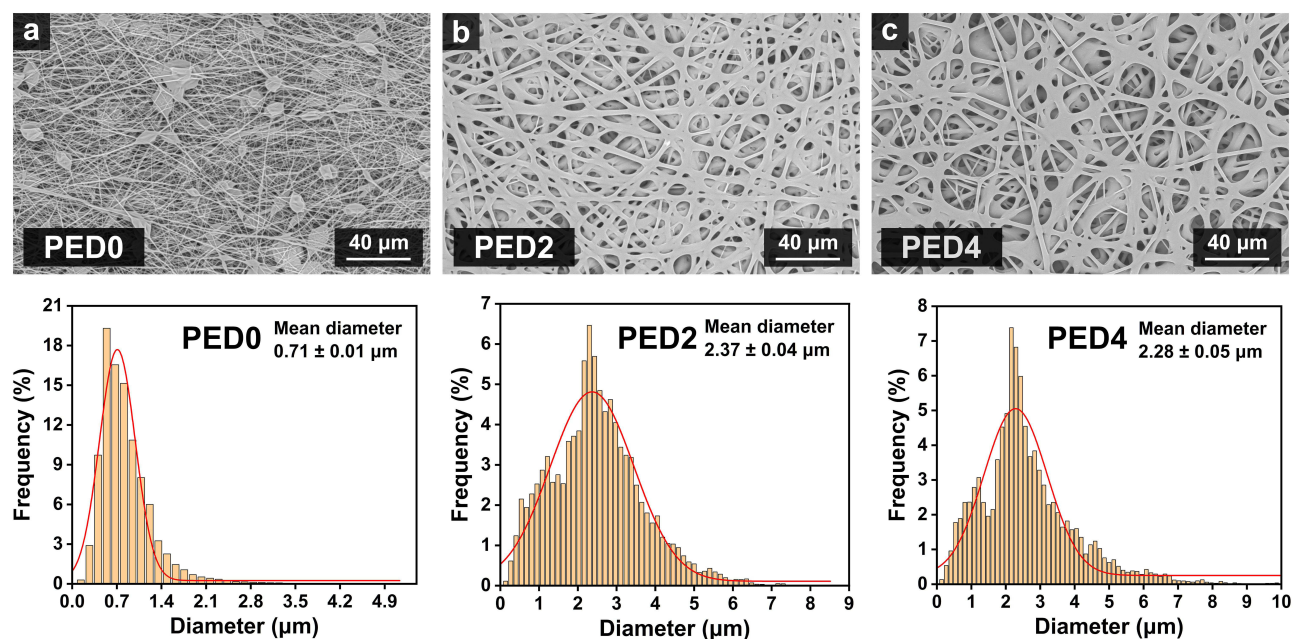 a
PED0
40 µm
b
PED2
40 µm
c
PED4
40 µm
PED0
Mean diameter
0.71 ± 0.01 µm
Frequency (%)
21
18
15
12
9
6
3
0
0.0 0.7 1.4 2.1 2.8 3.5 4.2 4.9
Diameter (µm)
PED2
Mean diameter
2.37 ± 0.04 µm
Frequency (%)
7
6
5
4
3
2
1
0
0 1 2 3 4 5 6 7 8 9
Diameter (µm)
PED4
Mean diameter
2.28 ± 0.05 µm
Frequency (%)
8
7
6
5
4
3
2
1
0
0 1 2 3 4 5 6 7 8 9 10
Diameter (µm)